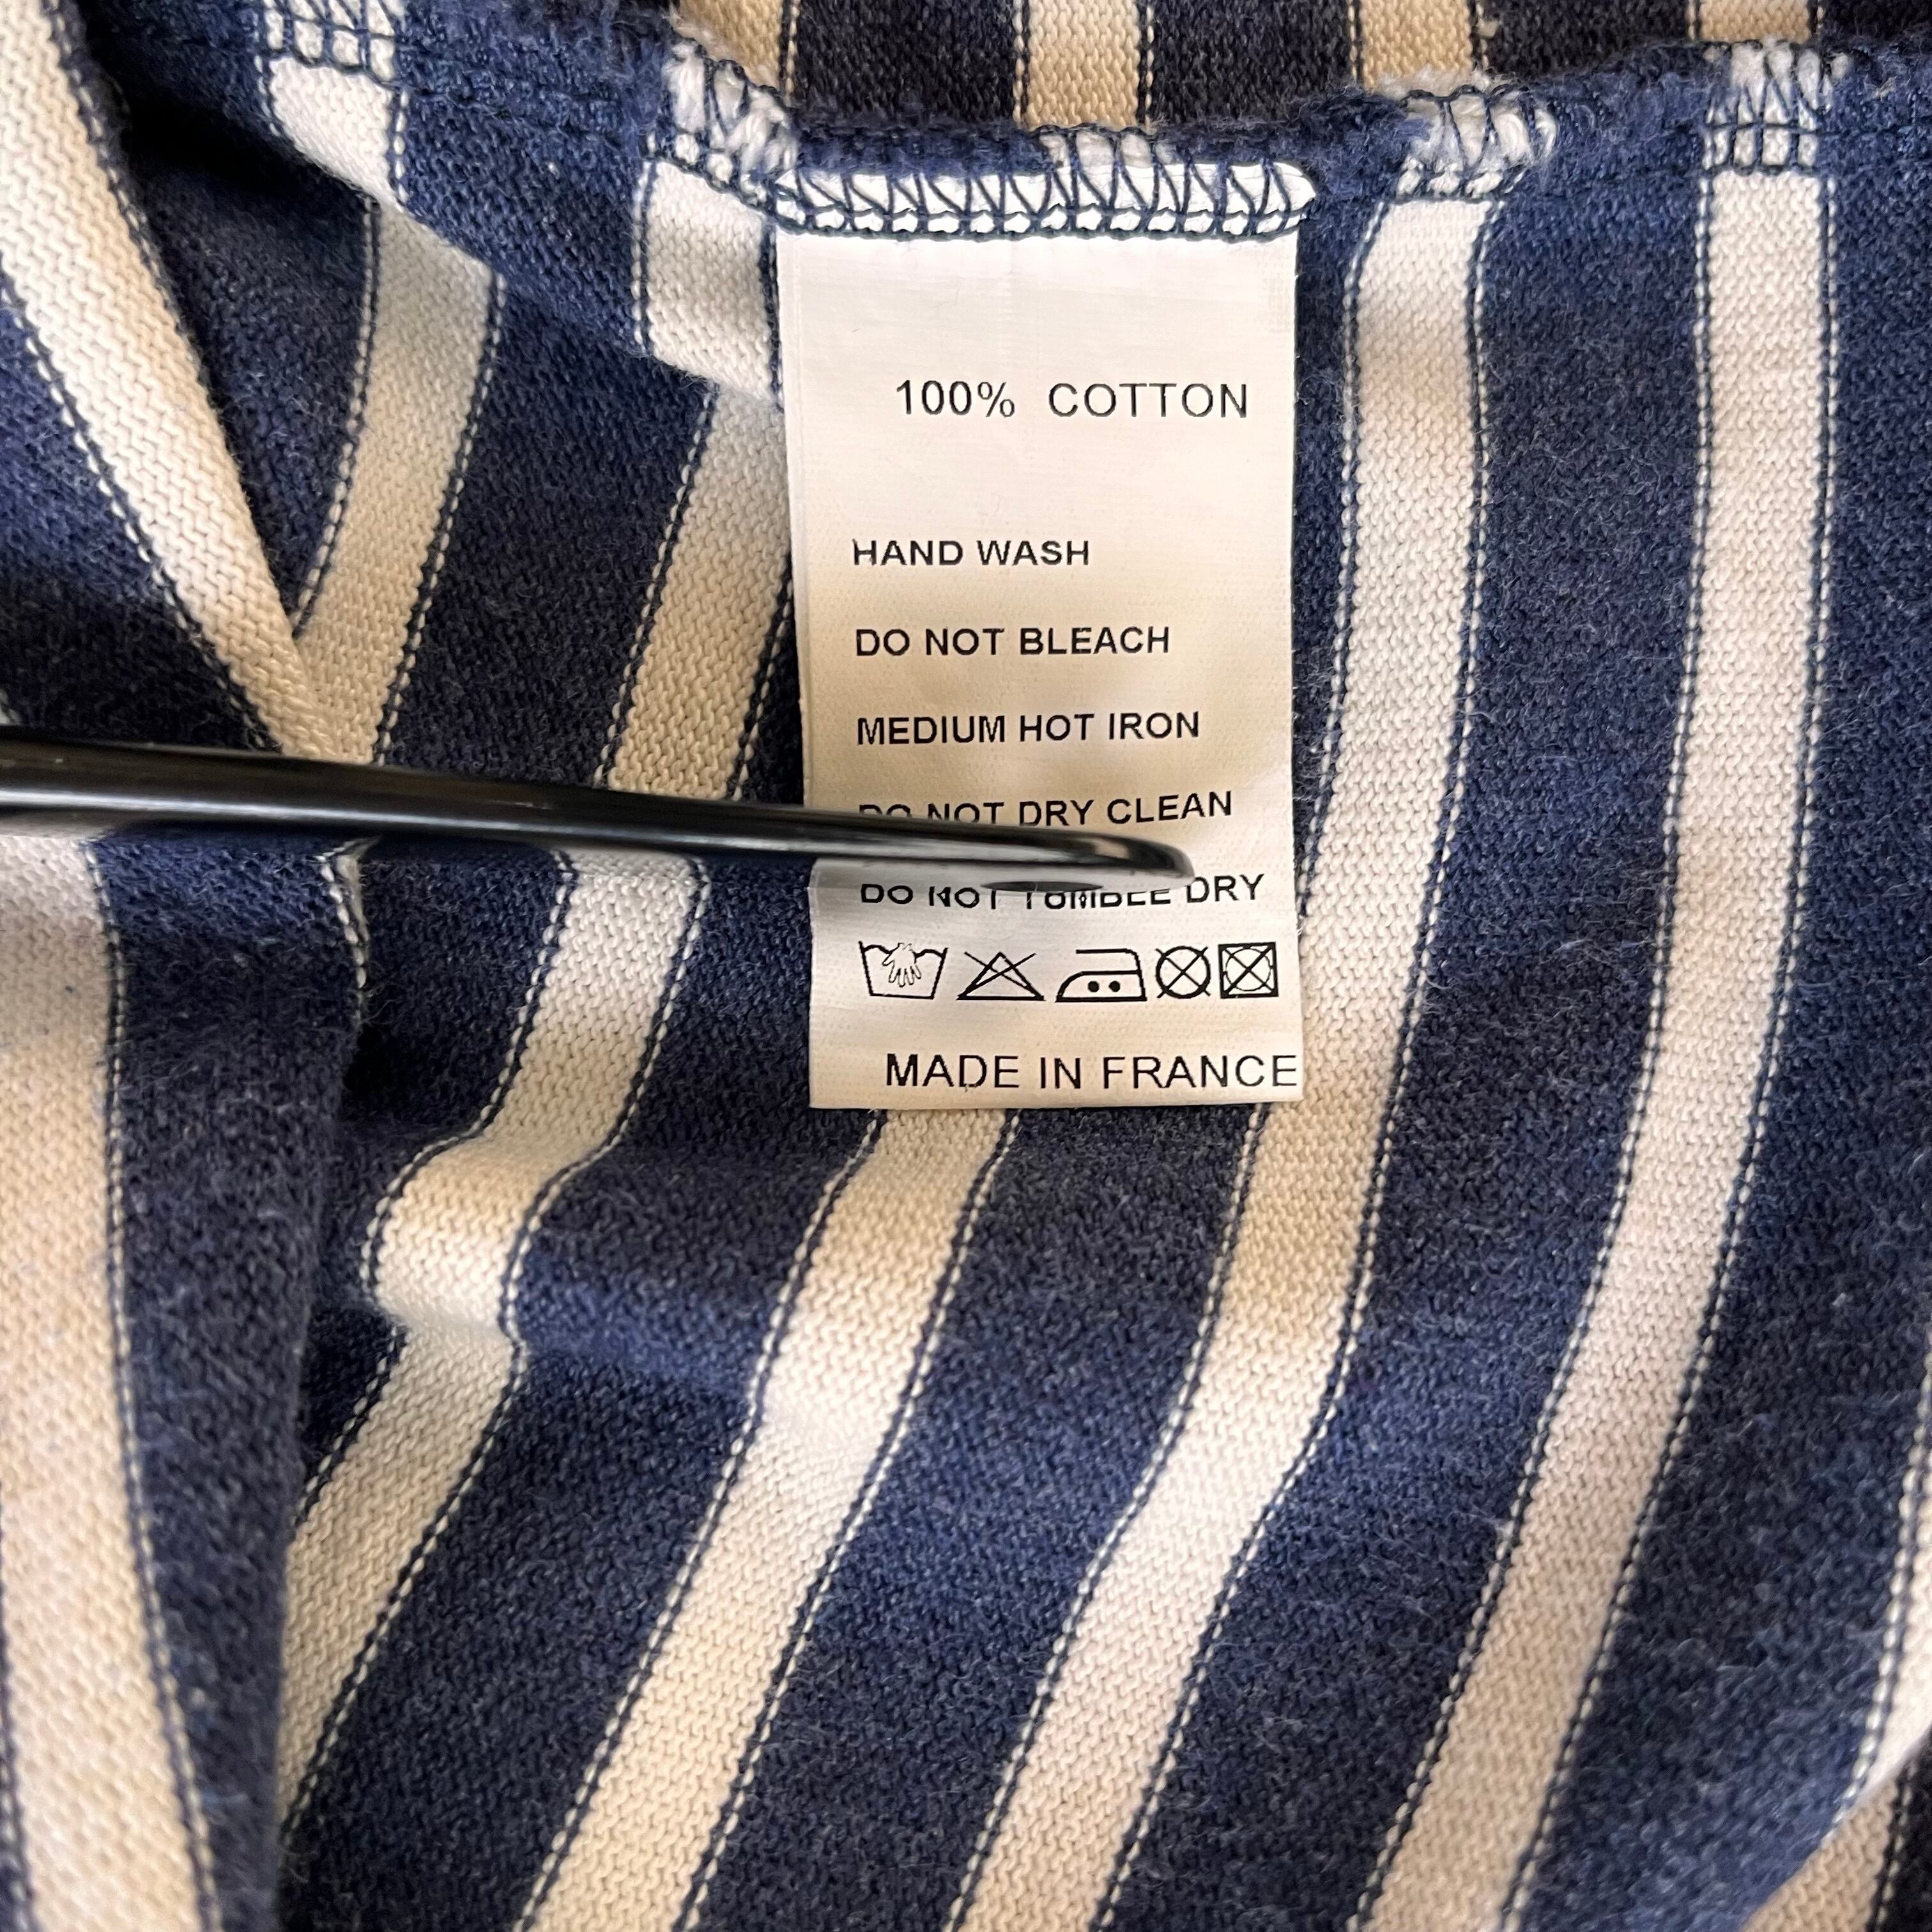 100% COTTON
HAND WASH
DO NOT BLEACH
MEDIUM HOT IRON
DO NOT DRY CLEAN
DO NOT TUMBLE DRY
MADE IN FRANCE